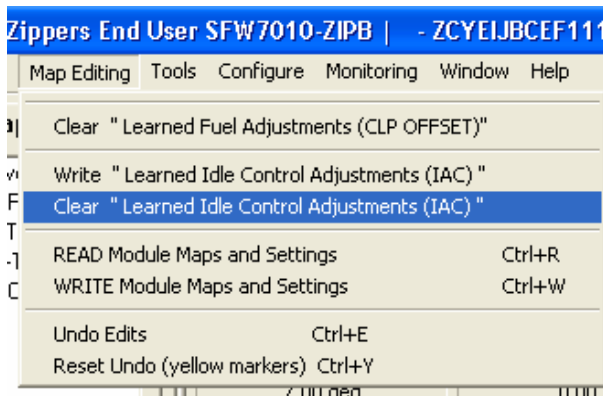 Zippers End User SFW7010-ZIPB | - ZCYEIJBCEF111
Map Editing Tools Configure Monitoring Window Help
Clear " Learned Fuel Adjustments (CLP OFFSET)"
Write " Learned Idle Control Adjustments (IAC) "
Clear " Learned Idle Control Adjustments (IAC) "
READ Module Maps and Settings Ctrl+R
WRITE Module Maps and Settings Ctrl+W
Undo Edits Ctrl+E
Reset Undo (yellow markers) Ctrl+Y